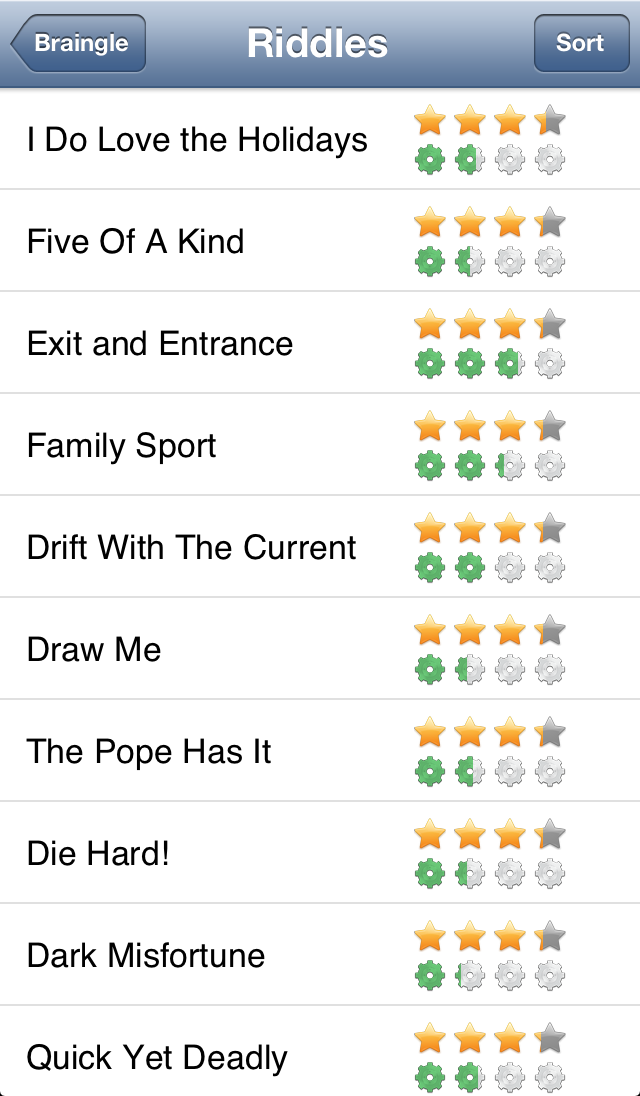 Braingle
Riddles
Sort
I Do Love the Holidays
Five Of A Kind
Exit and Entrance
Family Sport
Drift With The Current
Draw Me
The Pope Has It
Die Hard!
Dark Misfortune
Quick Yet Deadly